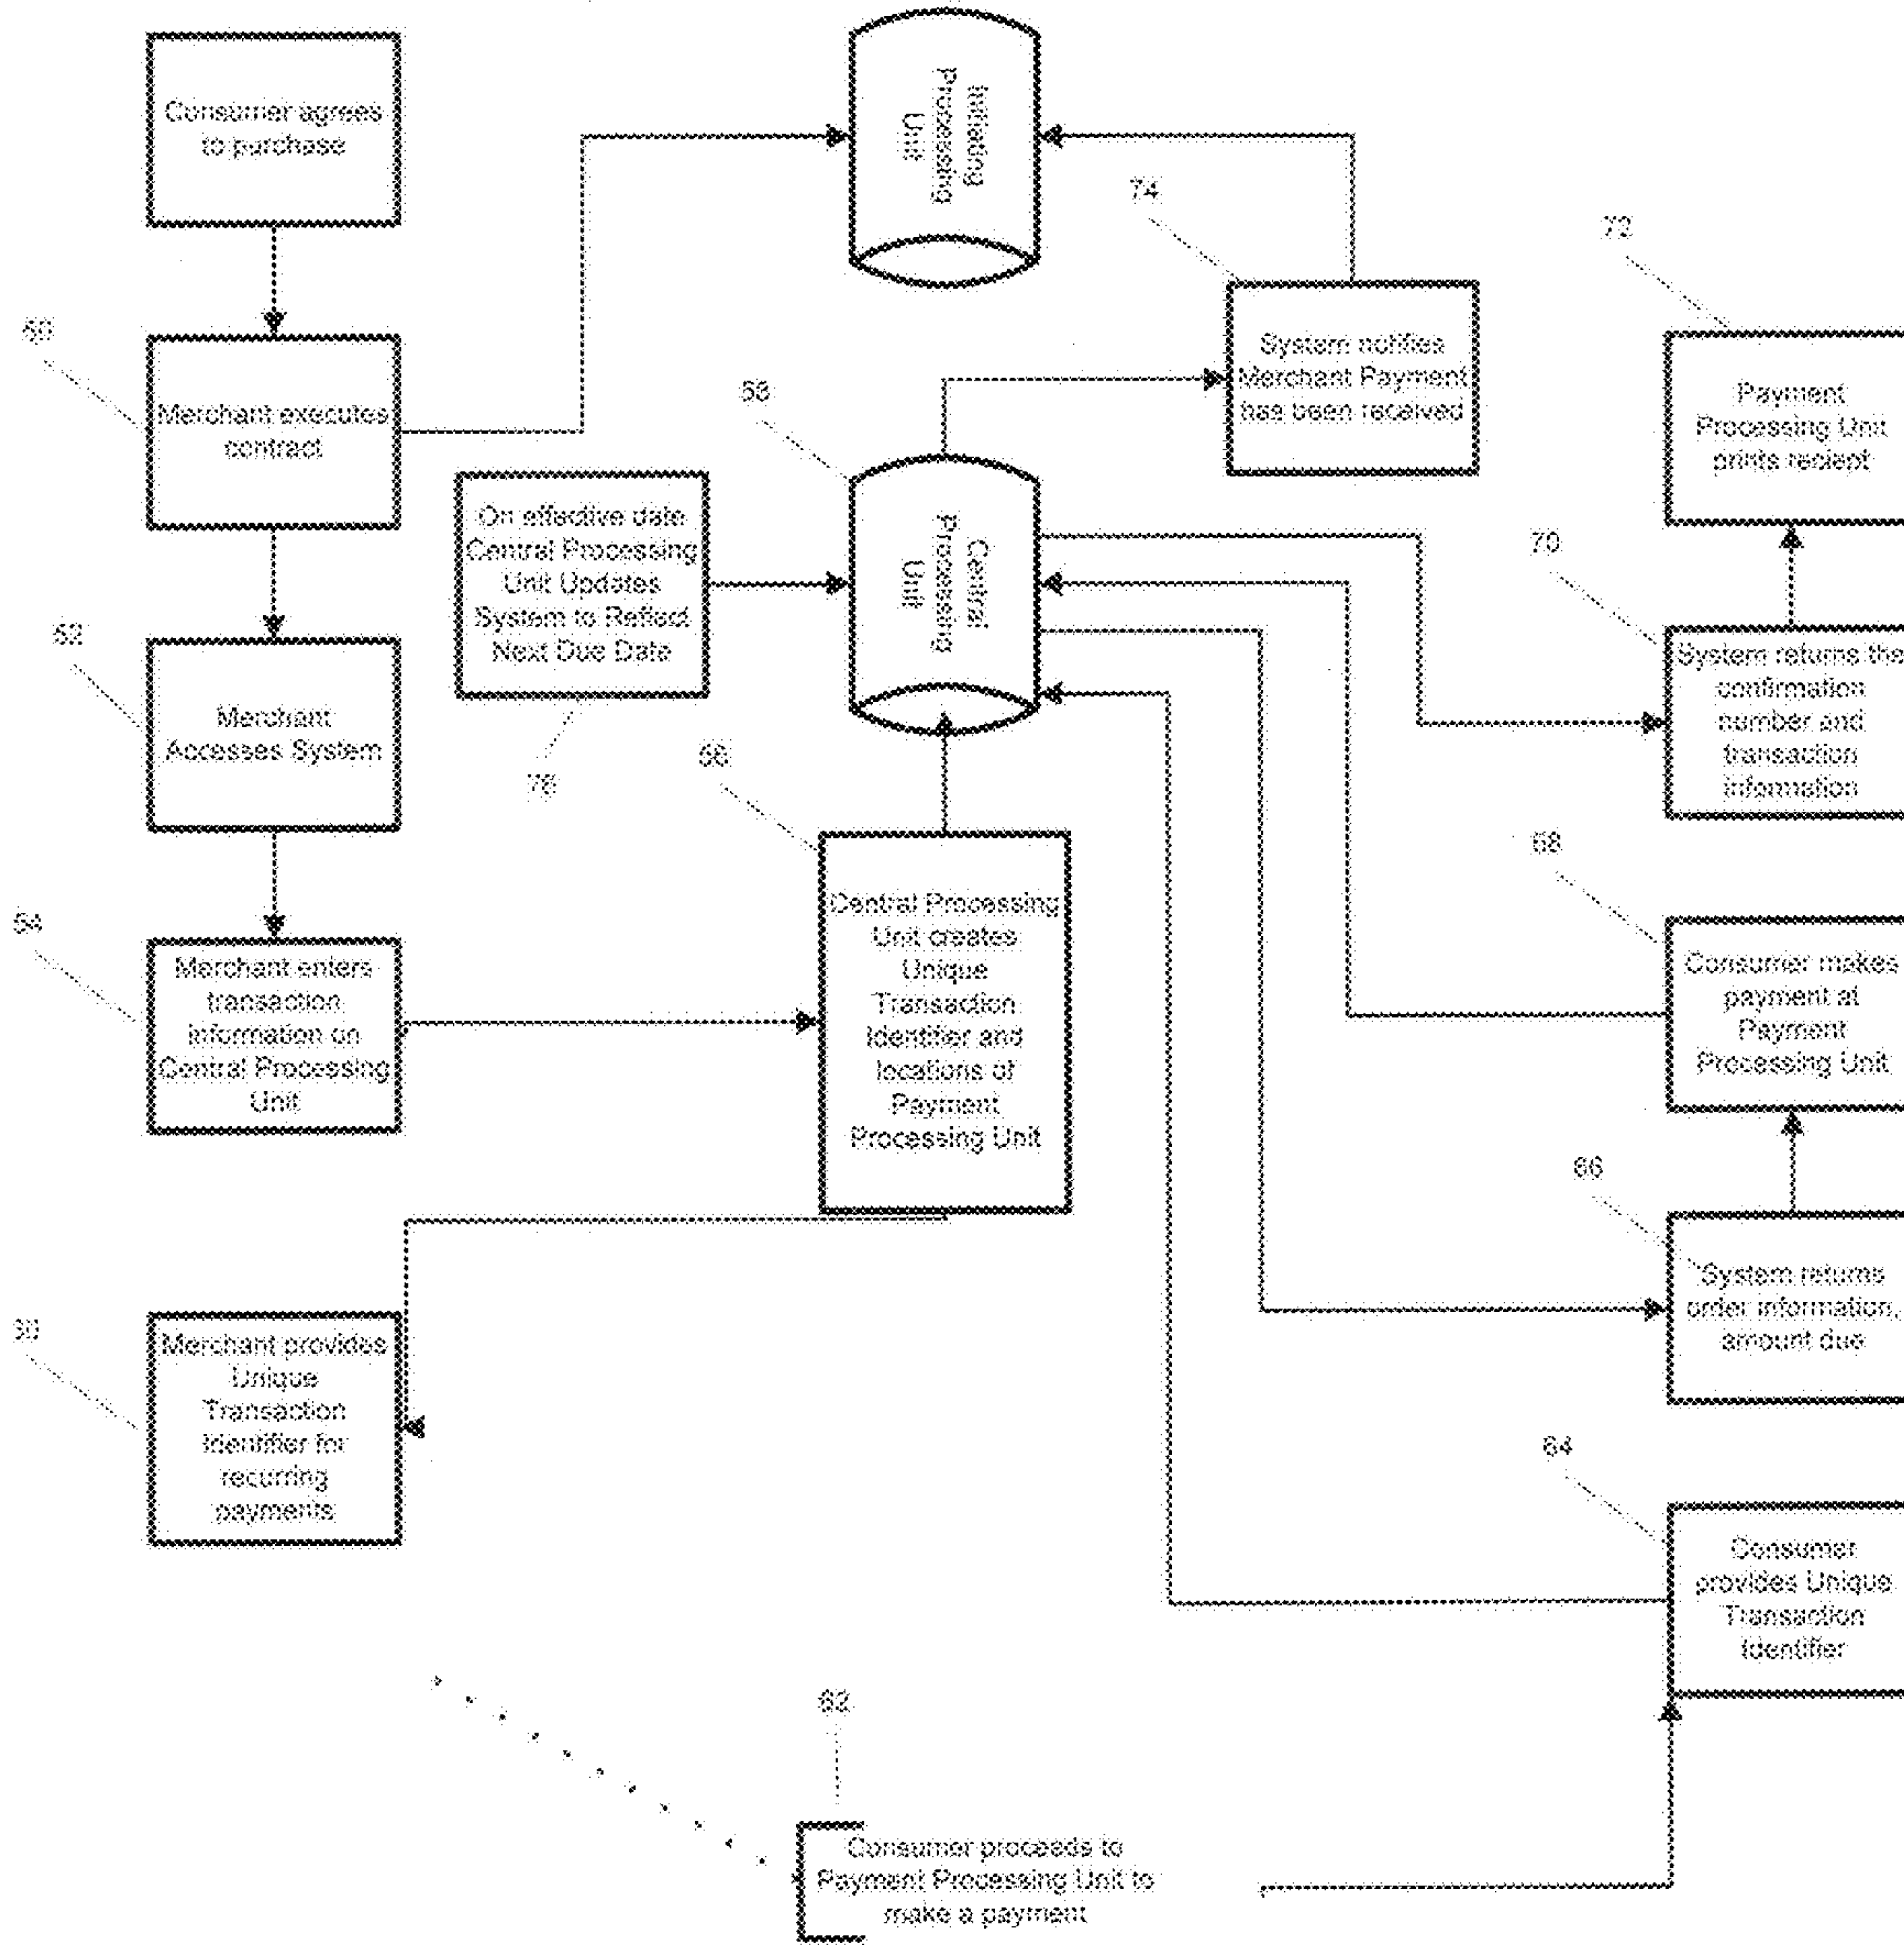 Consumer agrees
to purchase
Initiating
Processing
Unit
74
72
50
Merchant executes
contract
System notifies
Merchant Payment
has been received
Payment
Processing Unit
prints reciept
58
On effective date
Central Processing
Unit Updates
System to Reflect
Next Due Date
76
Central
Processing
Unit
70
System returns the
confirmation
number and
transaction
information
52
Merchant
Accesses System
56
Central Processing
Unit creates
Unique
Transaction
Identifier and
locations of
Payment
Processing Unit
68
Consumer makes
payment at
Payment
Processing Unit
54
Merchant enters
transaction
information on
Central Processing
Unit
66
System returns
order information,
amount due
Merchant provides
Unique
Transaction
Identifier for
recurring
payments
64
Consumer
provides Unique
Transaction
Identifier
62
Consumer proceeds to
Payment Processing Unit to
make a payment